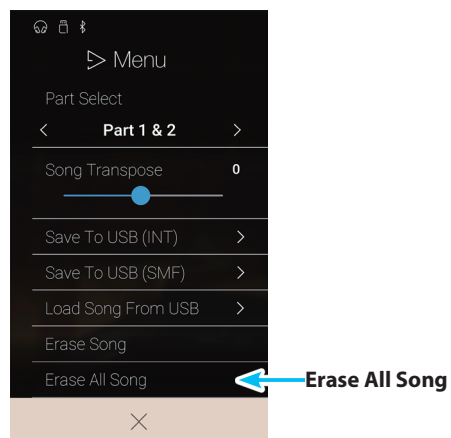 Menu
Part Select
Part 1 & 2
Song Transpose 0
Save To USB (INT)
Save To USB (SMF)
Load Song From USB
Erase Song
Erase All Song
Erase All Song